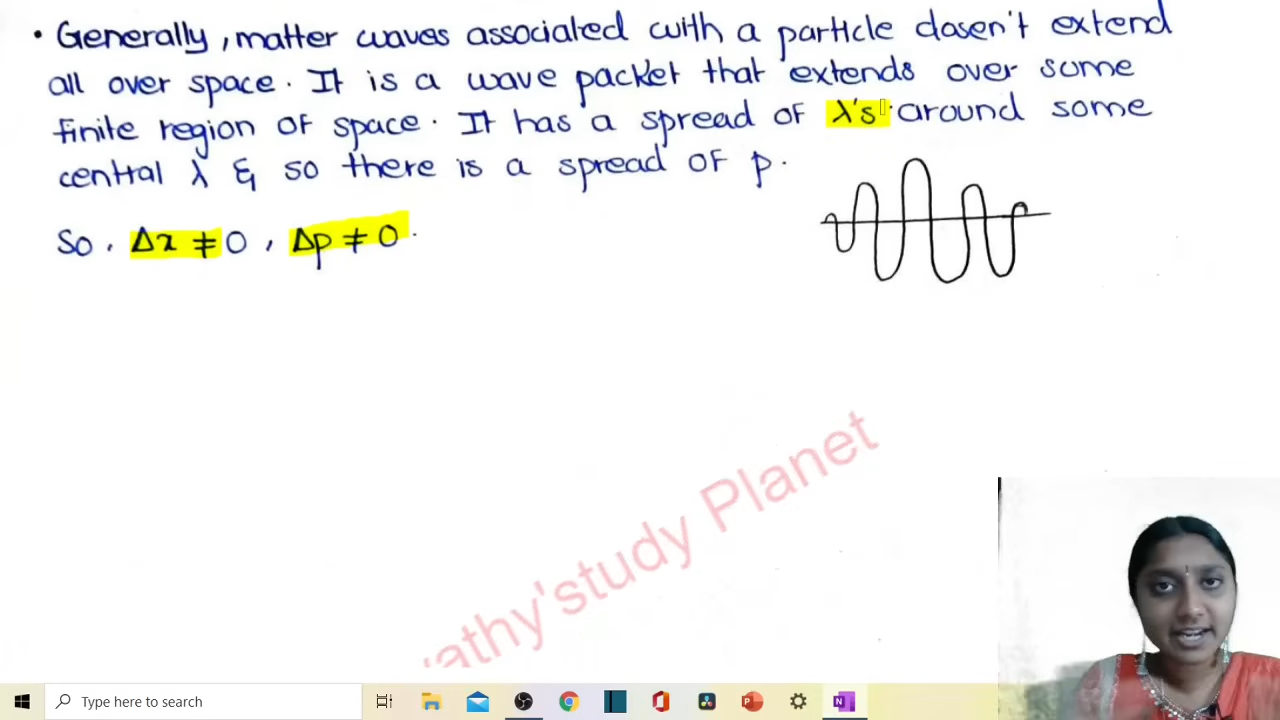 • Generally, matter waves associated with a particle dosen't extend
all over space. It is a wave packet that extends over some
finite region of space. It has a spread of λ's around some
central λ & so there is a spread of p.
So, Δx ≠ 0, Δp ≠ 0.
athy'study Planet
Type here to search